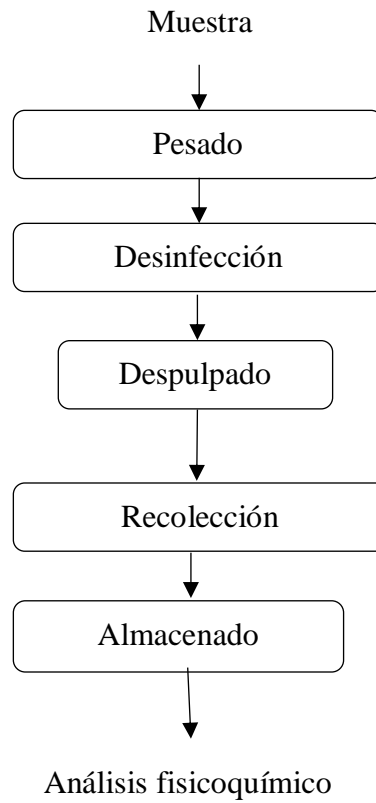 Muestra
Pesado
Desinfección
Despulpado
Recolección
Almacenado
Análisis fisicoquímico